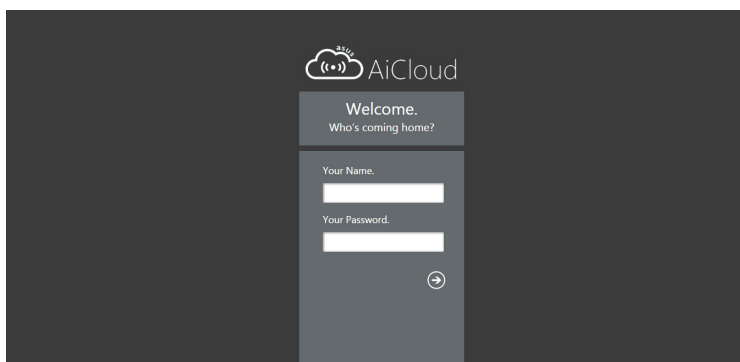 asus
AiCloud
Welcome.
Who's coming home?
Your Name.
Your Password.